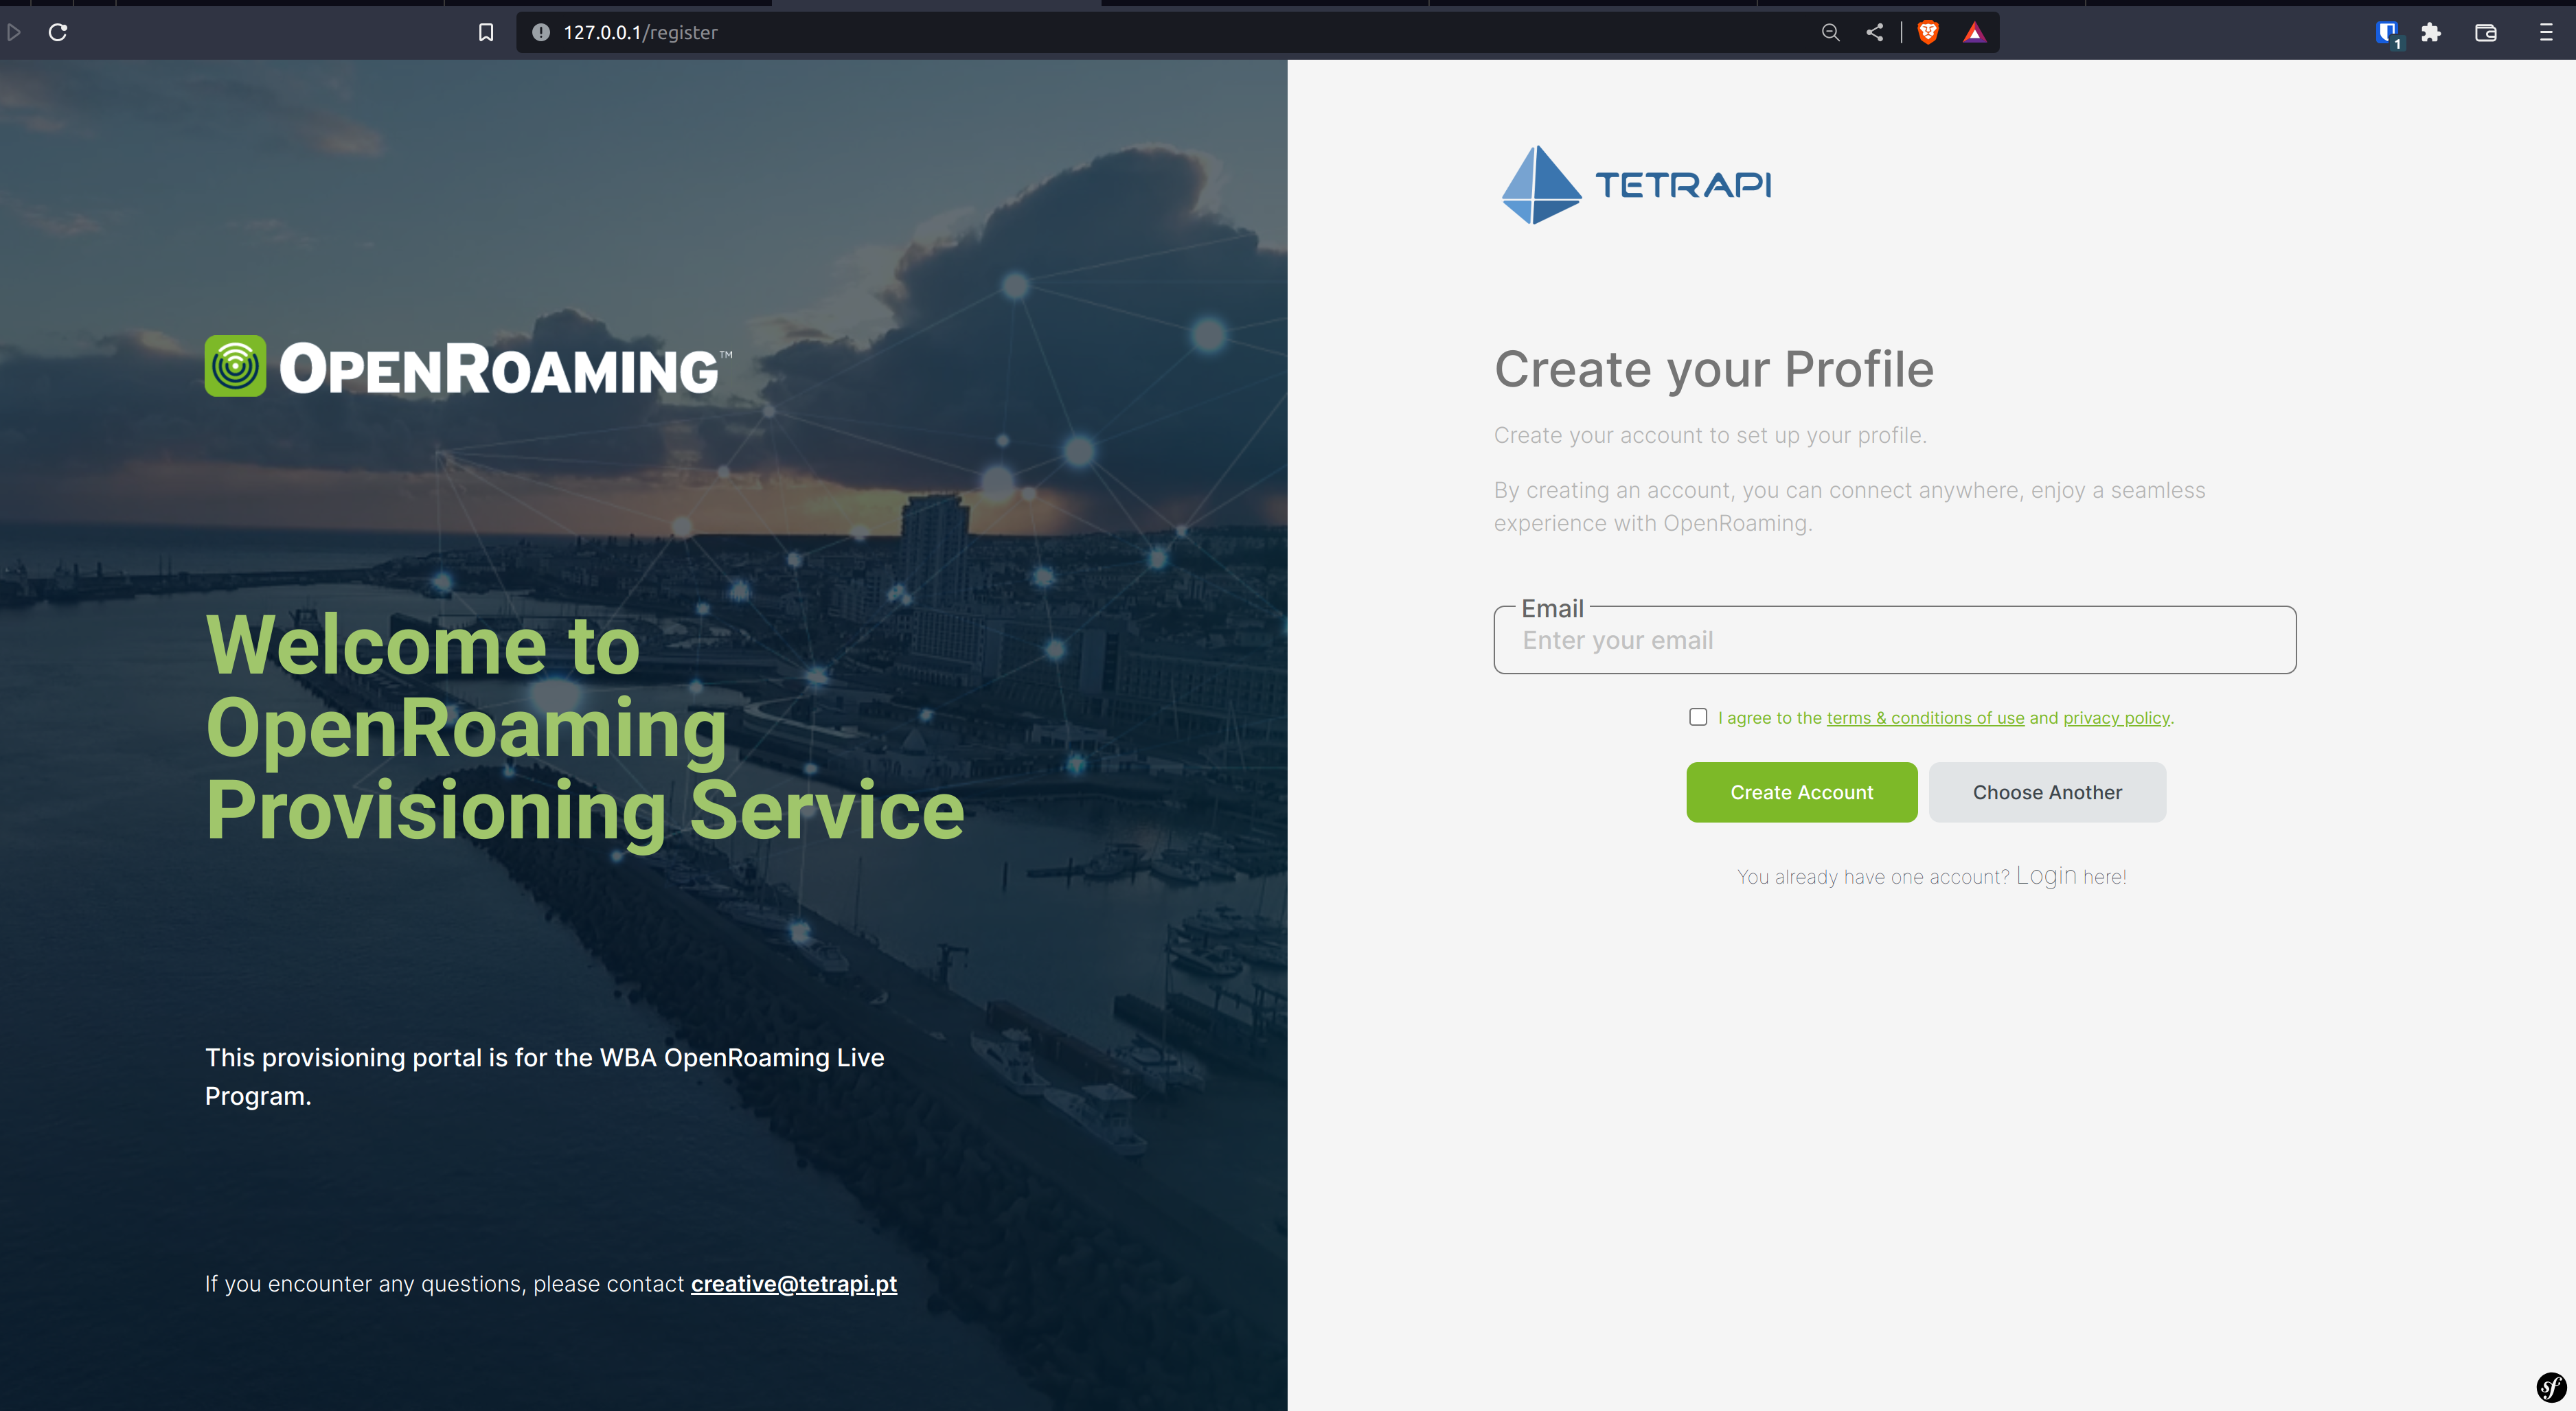 127.0.0.1/register
1
OPENROAMING™
Welcome to
OpenRoaming
Provisioning Service
This provisioning portal is for the WBA OpenRoaming Live
Program.
If you encounter any questions, please contact creative@tetrapi.pt
TETRAPI
Create your Profile
Create your account to set up your profile.
By creating an account, you can connect anywhere, enjoy a seamless
experience with OpenRoaming.
Email
Enter your email
I agree to the terms & conditions of use and privacy policy.
Create Account
Choose Another
You already have one account? Login here!
sf